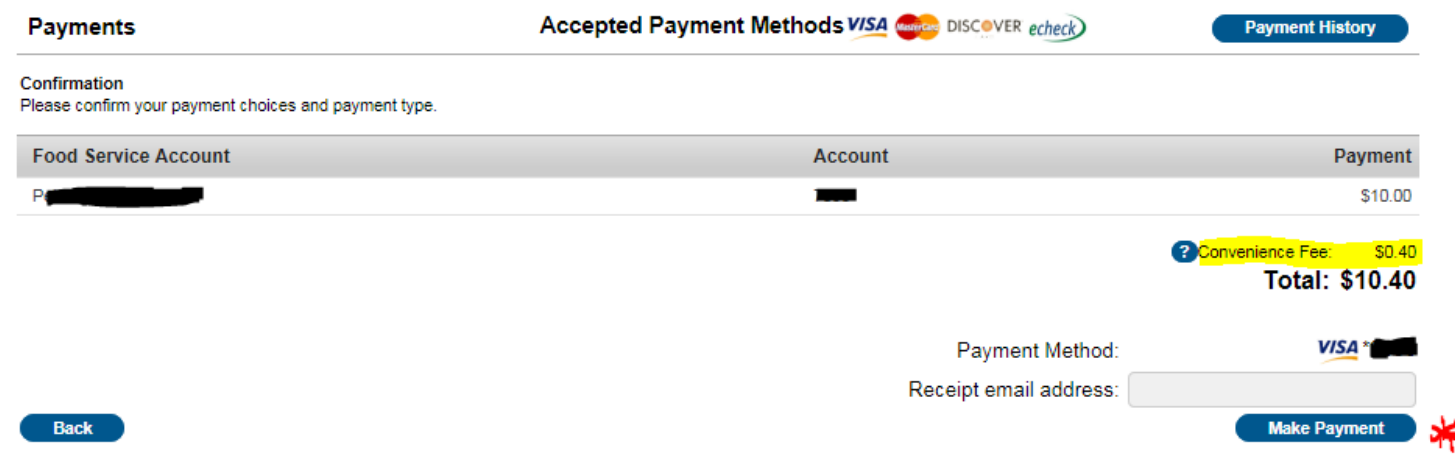 Payments
Accepted Payment Methods VISA MasterCard DISCOVER echeck
Payment History
Confirmation
Please confirm your payment choices and payment type.
Food Service Account Account Payment
$10.00
? Convenience Fee: $0.40
Total: $10.40
Payment Method: VISA *
Receipt email address:
Back
Make Payment *